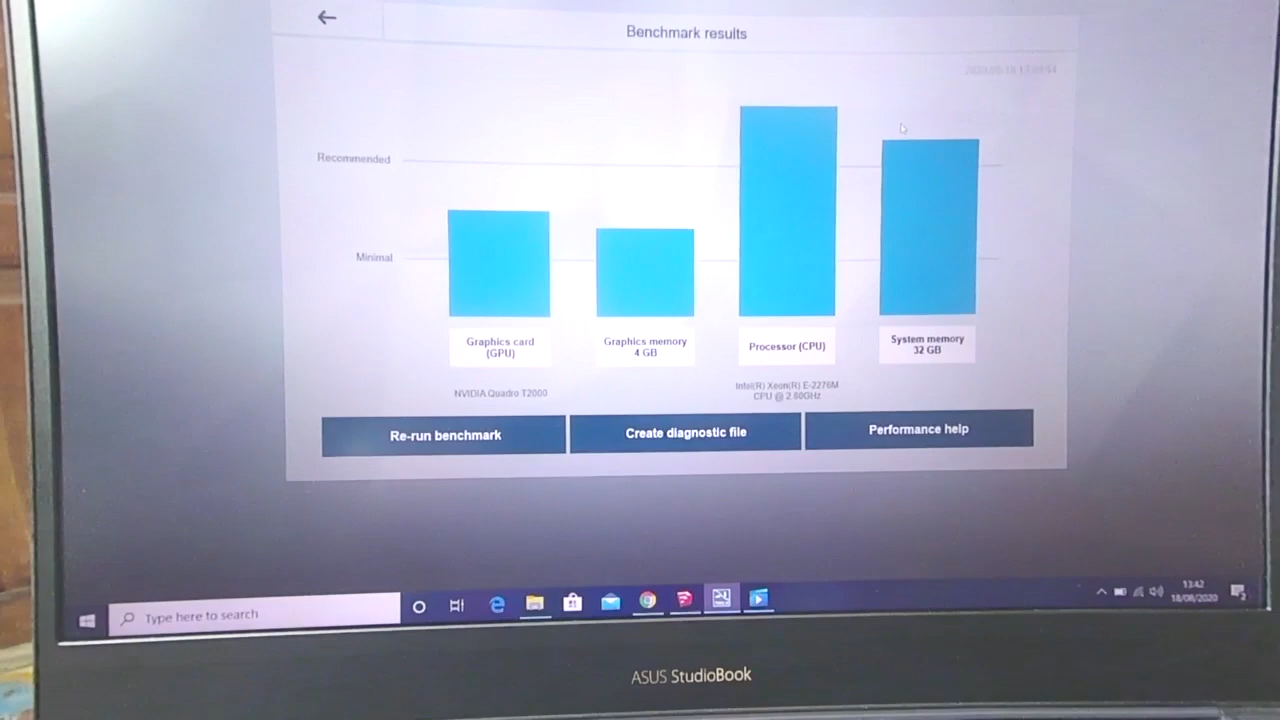 Benchmark results
Recommended
Minimal
Graphics card
(GPU)
Graphics memory
4 GB
Processor (CPU)
System memory
32 GB
NVIDIA Quadro T2000
Intel(R) Xeon(R) E-2276M
CPU @ 2.80GHz
Re-run benchmark
Create diagnostic file
Performance help
Type here to search
13:42
18/08/2020
ASUS StudioBook